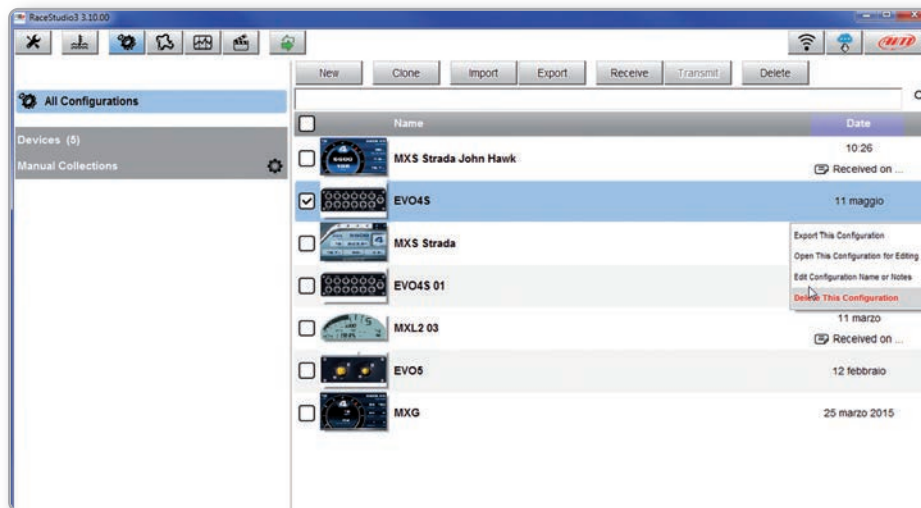 RaceStudio3 3.10.00
New Clone Import Export Receive Transmit Delete
All Configurations
Name Date
Devices (5)
Manual Collections
10:26
MXS Strada John Hawk
Received on ...
EVO4S 11 maggio
MXS Strada
Export This Configuration
Open This Configuration for Editing
Edit Configuration Name or Notes
Delete This Configuration
EVO4S 01
11 marzo
MXL2 03
Received on ...
EVO5 12 febbraio
MXG 25 marzo 2015